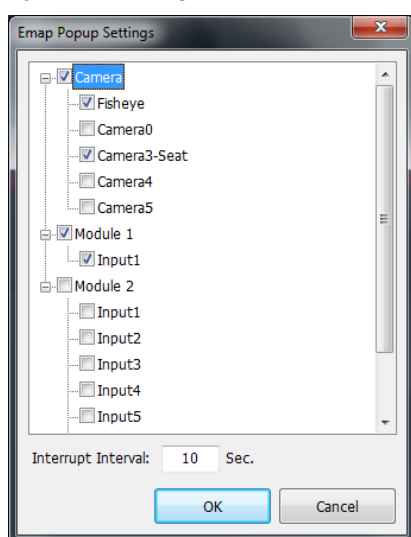 Emap Popup Settings
Camera
Fisheye
Camera0
Camera3-Seat
Camera4
Camera5
Module 1
Input1
Module 2
Input1
Input2
Input3
Input4
Input5
Interrupt Interval: 10 Sec.
OK Cancel